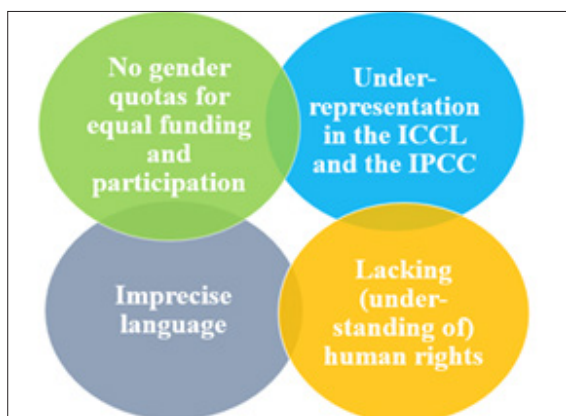 No gender
quotas for
equal funding
and
participation
Under-
representation
in the ICCL
and the IPCC
Imprecise
language
Lacking
(under-
standing of)
human rights